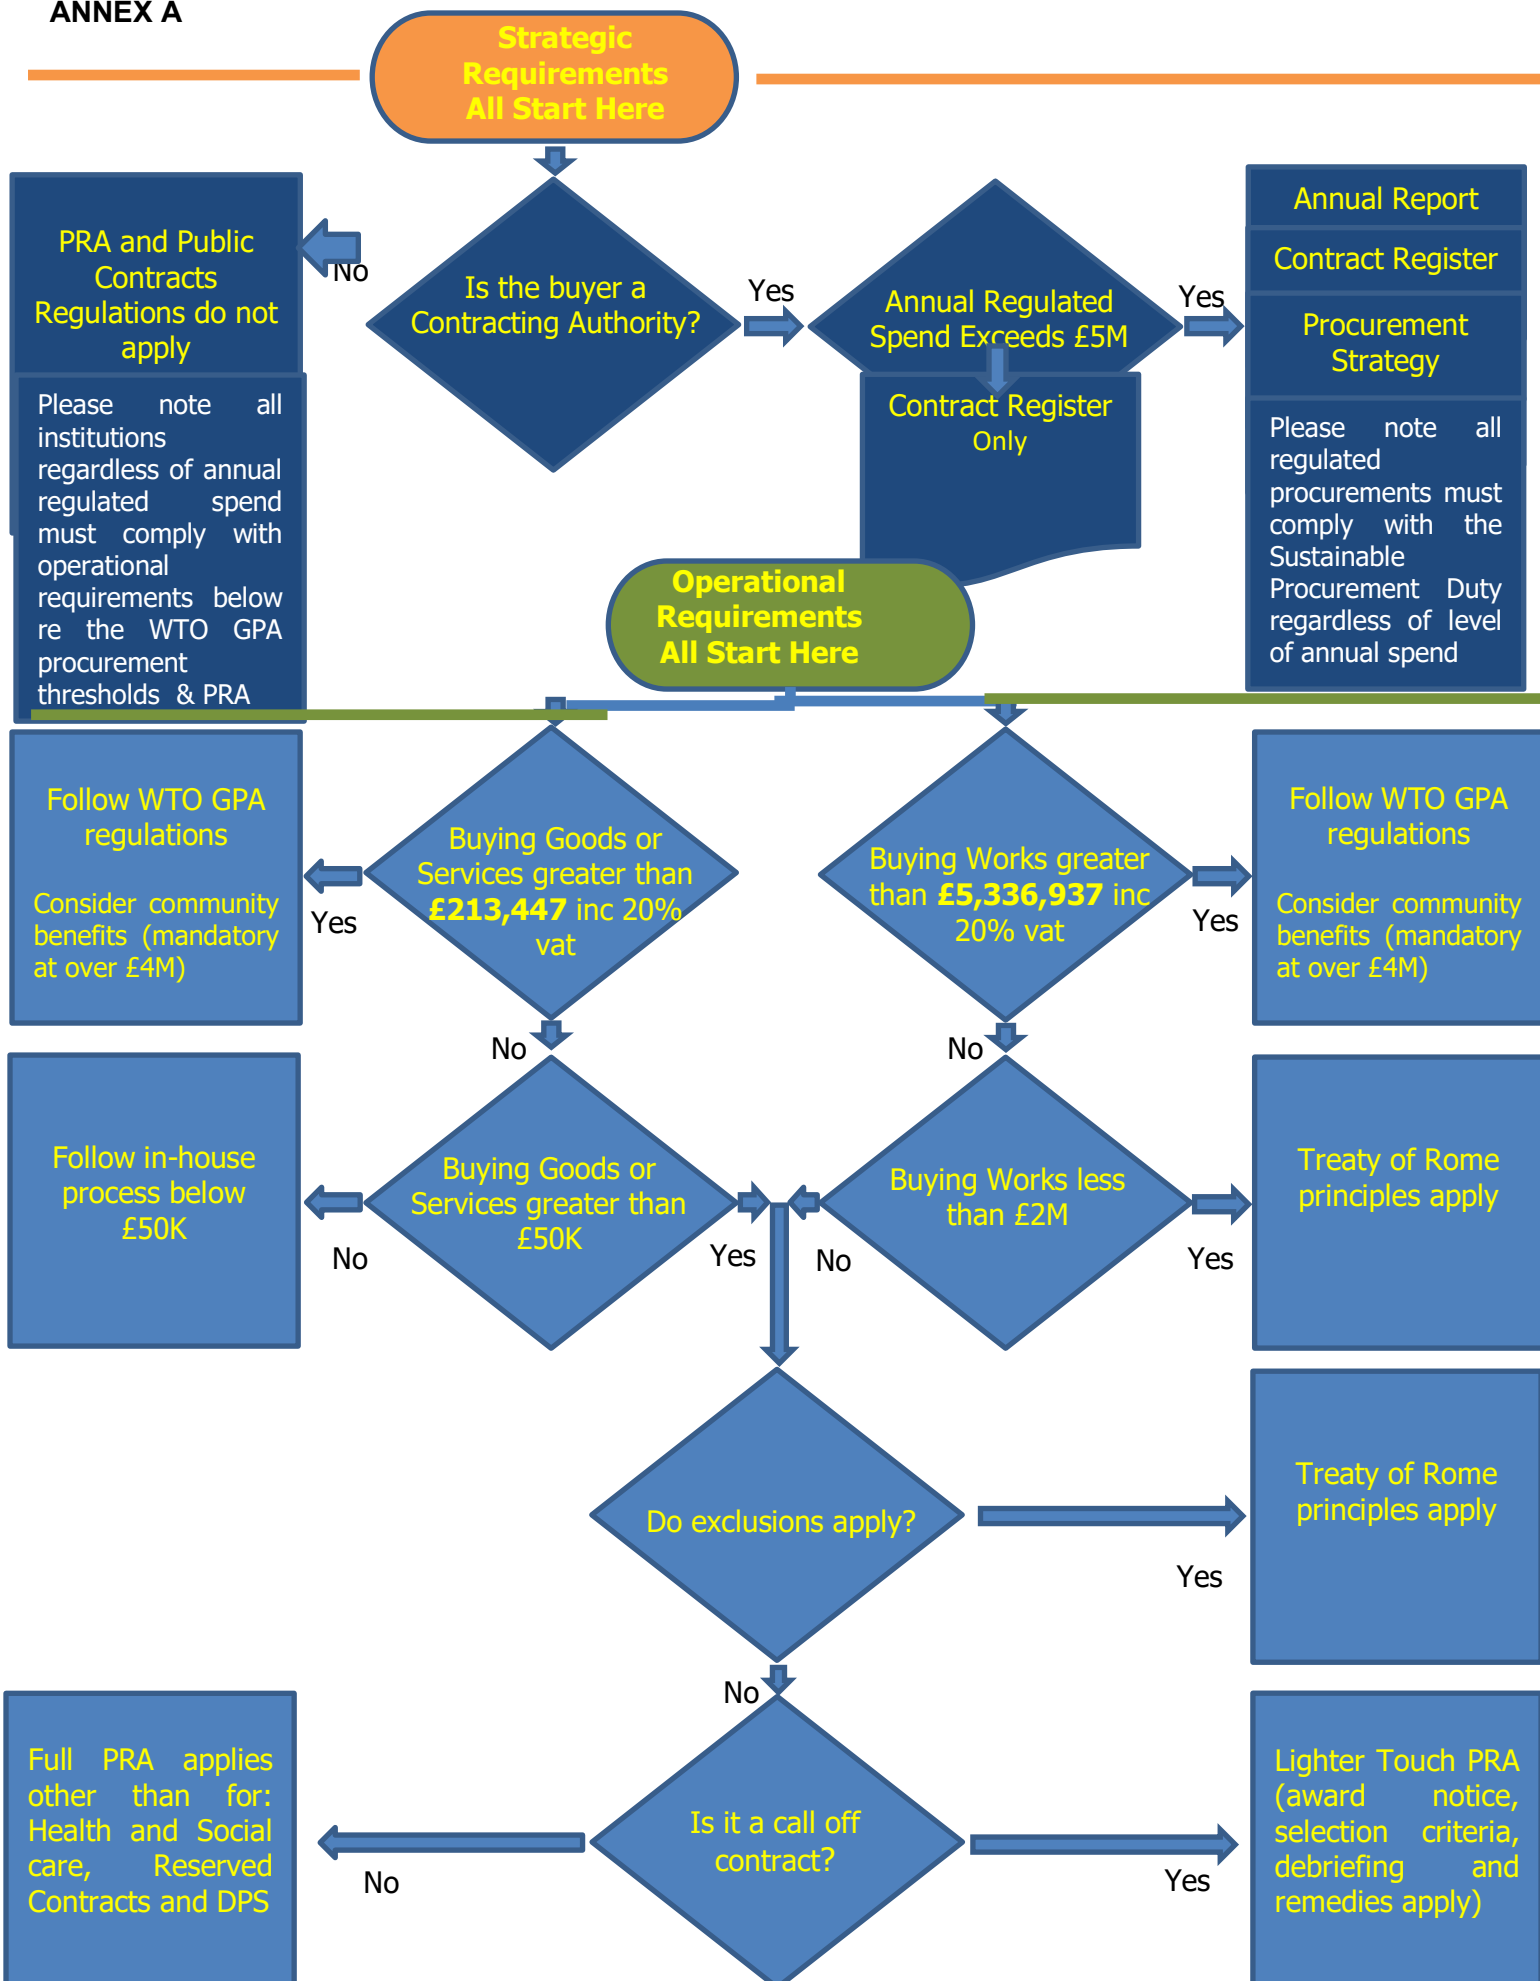 ANNEX A
Strategic
Requirements
All Start Here
PRA and Public
Contracts
Regulations do not
apply
No
Is the buyer a
Contracting Authority?
Yes
Annual Regulated
Spend Exceeds £5M
Yes
Annual Report
Contract Register
Procurement
Strategy
Please note all
institutions
regardless of annual
regulated spend
must comply with
operational
requirements below
re the WTO GPA
procurement
thresholds & PRA
Contract Register
Only
Please note all
regulated
procurements must
comply with the
Sustainable
Procurement Duty
regardless of level
of annual spend
Operational
Requirements
All Start Here
Follow WTO GPA
regulations
Consider community
benefits (mandatory
at over £4M)
Yes
Buying Goods or
Services greater than
£213,447 inc 20%
vat
Buying Works greater
than £5,336,937 inc
20% vat
Yes
Follow WTO GPA
regulations
Consider community
benefits (mandatory
at over £4M)
No
No
Follow in-house
process below
£50K
No
Buying Goods or
Services greater than
£50K
Yes
No
Buying Works less
than £2M
Yes
Treaty of Rome
principles apply
Do exclusions apply?
Yes
Treaty of Rome
principles apply
No
Full PRA applies
other than for:
Health and Social
care, Reserved
Contracts and DPS
No
Is it a call off
contract?
Yes
Lighter Touch PRA
(award notice,
selection criteria,
debriefing and
remedies apply)